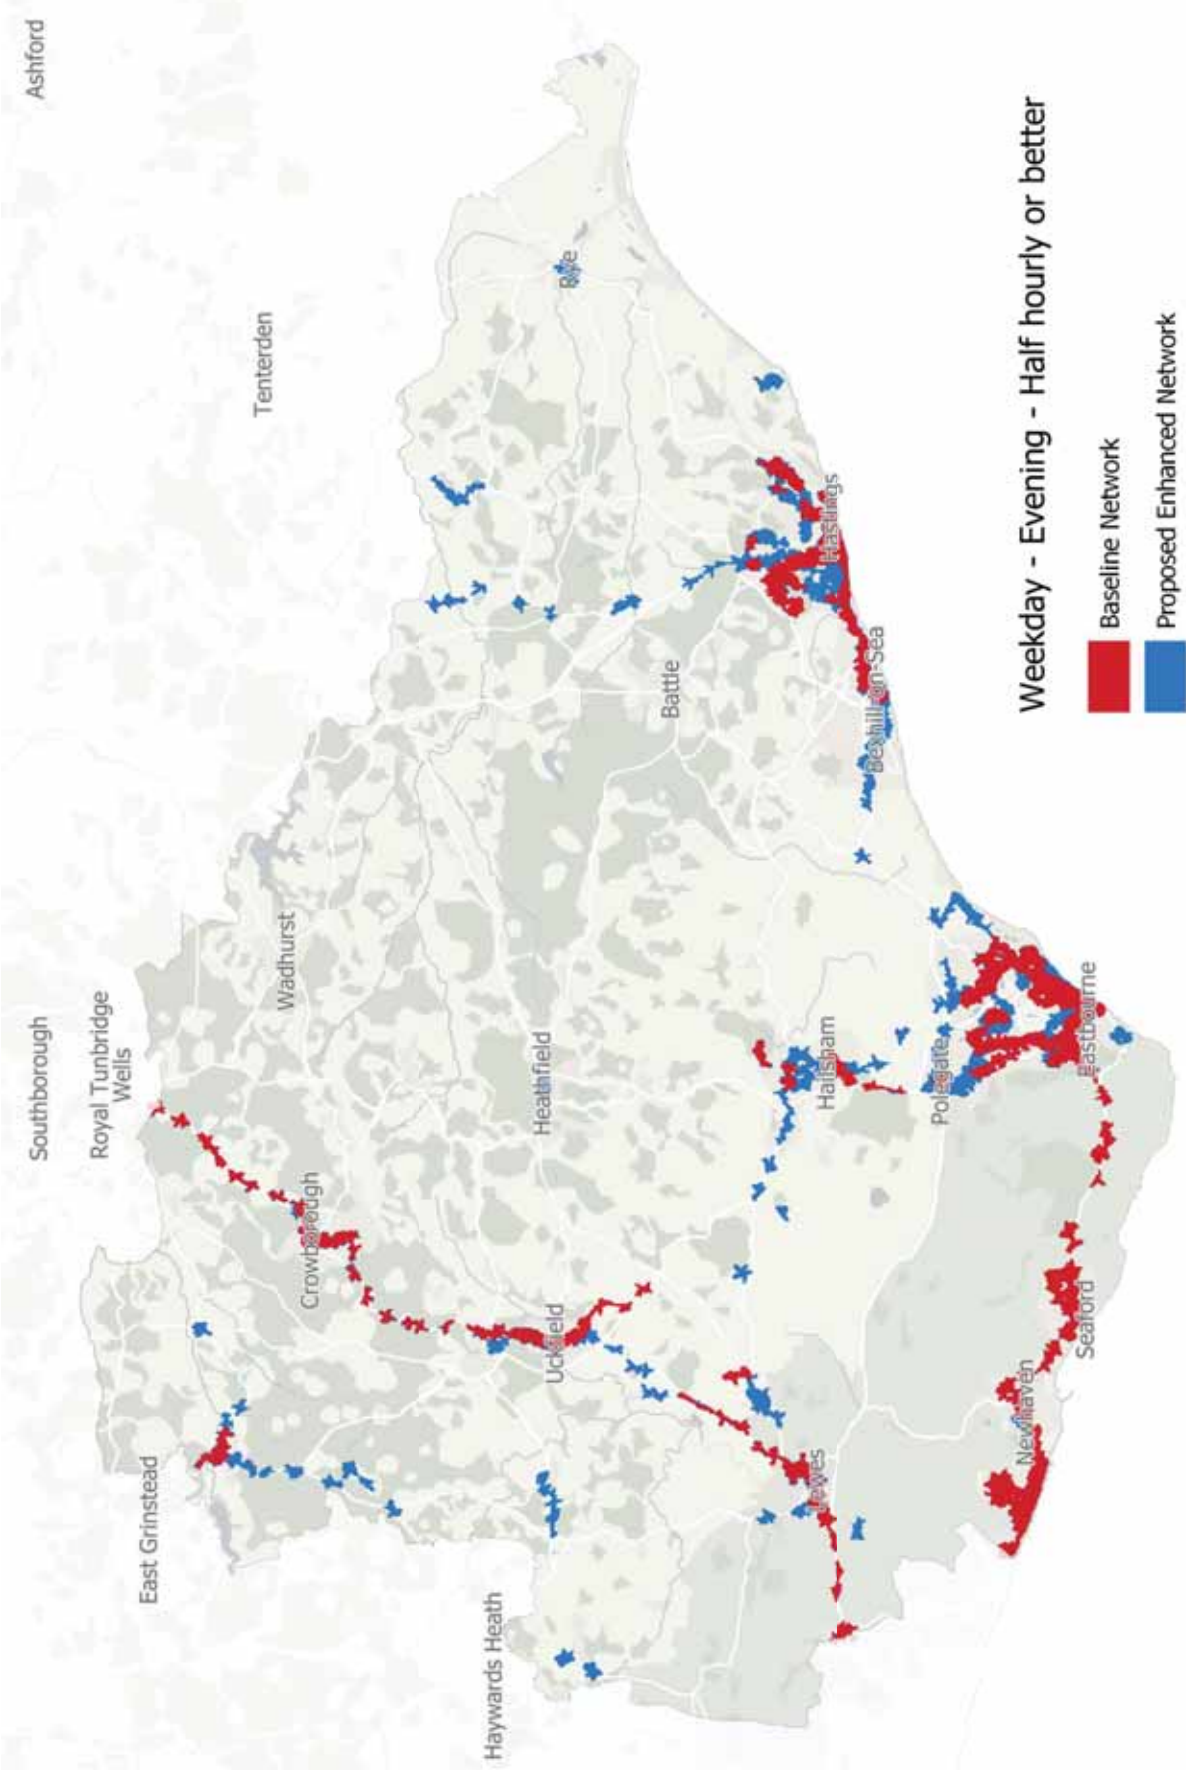 Southborough
Ashford
Royal Tunbridge
Wells
East Grinstead
Tenterden
Wadhurst
Crowborough
Haywards Heath
Uckfield
Heathfield
Rye
Battle
Lewes
Hailsham
Hastings
Bexhill-on-Sea
Polegate
Newhaven
Seaford
Eastbourne
Weekday - Evening - Half hourly or better
Baseline Network
Proposed Enhanced Network